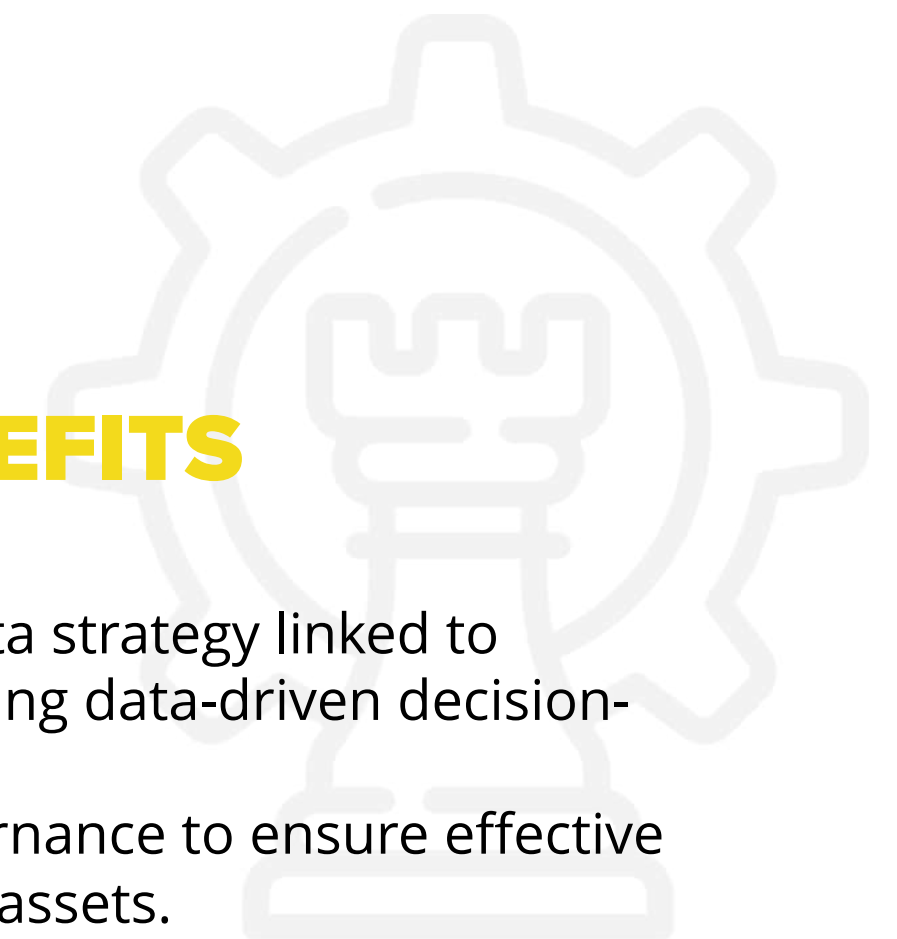 EFITS
ta strategy linked to
ng data-driven decision-
rnance to ensure effective
assets.